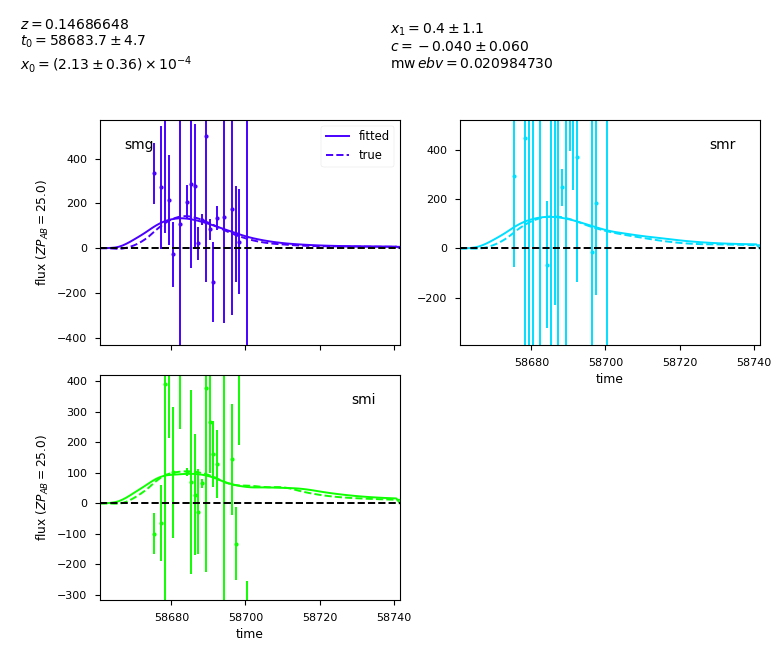 z = 0.14686648
t₀ = 58683.7 ± 4.7
x₀ = (2.13 ± 0.36) × 10⁻⁴
x₁ = 0.4 ± 1.1
c = −0.040 ± 0.060
mw ebv = 0.020984730
smg
fitted
true
400
200
0
−200
−400
flux (ZP_AB = 25.0)
smr
400
200
0
−200
58680 58700 58720 58740
time
smi
400
300
200
100
0
−100
−200
−300
flux (ZP_AB = 25.0)
58680 58700 58720 58740
time